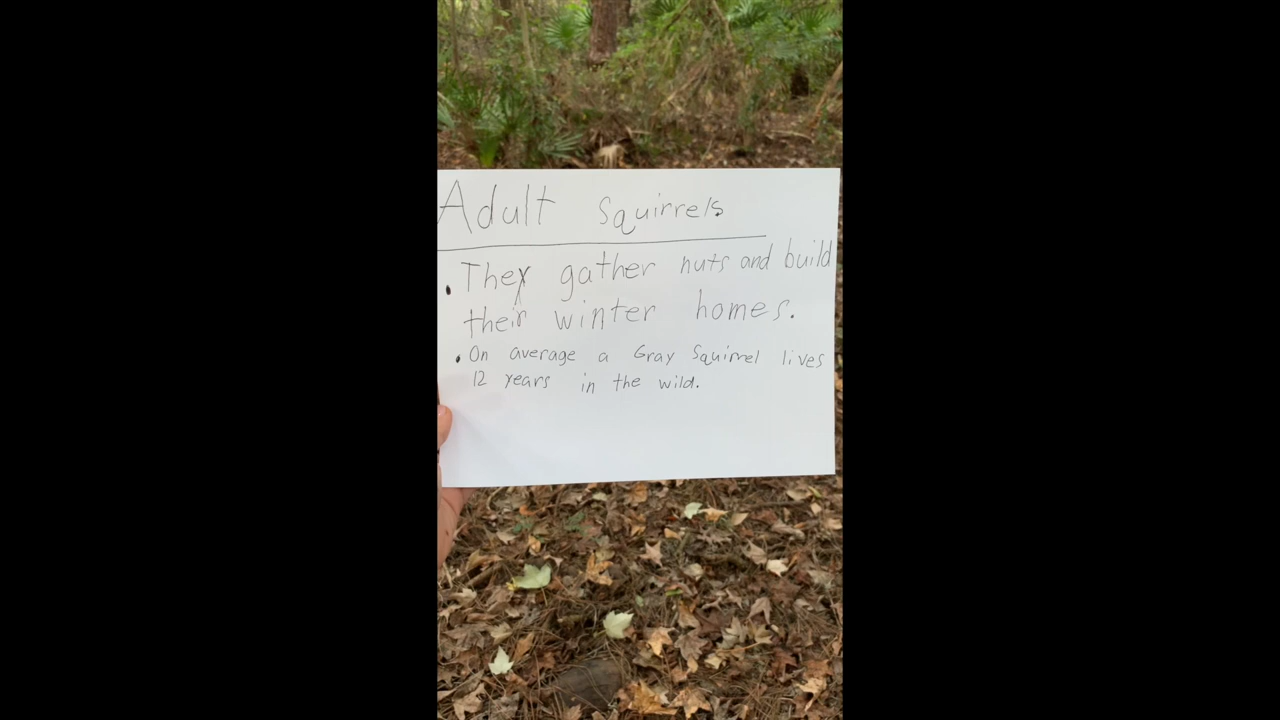 Adult Squirrels
• They gather nuts and build
their winter homes.
• On average a Gray Squirrel lives
12 years in the wild.